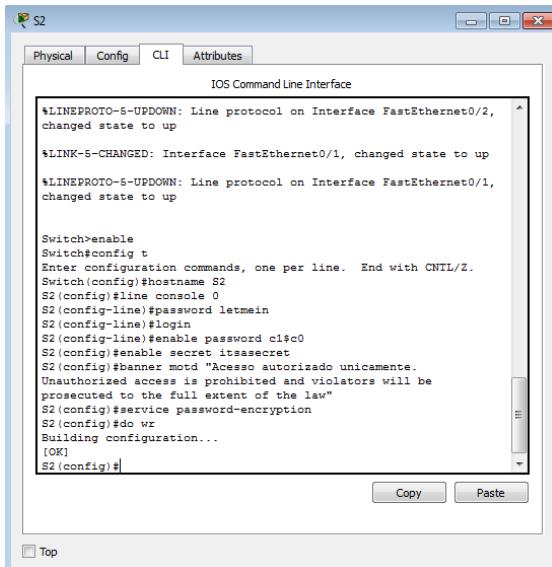 S2
Physical Config CLI Attributes
IOS Command Line Interface
%LINEPROTO-5-UPDOWN: Line protocol on Interface FastEthernet0/2,
changed state to up
%LINK-5-CHANGED: Interface FastEthernet0/1, changed state to up
%LINEPROTO-5-UPDOWN: Line protocol on Interface FastEthernet0/1,
changed state to up
Switch>enable
Switch#config t
Enter configuration commands, one per line. End with CNTL/Z.
Switch(config)#hostname S2
S2(config)#line console 0
S2(config-line)#password letmein
S2(config-line)#login
S2(config-line)#enable password c1$c0
S2(config)#enable secret itsasecret
S2(config)#banner motd "Acesso autorizado unicamente.
Unauthorized access is prohibited and violators will be
prosecuted to the full extent of the law"
S2(config)#service password-encryption
S2(config)#do wr
Building configuration...
[OK]
S2(config)#
Copy Paste
Top